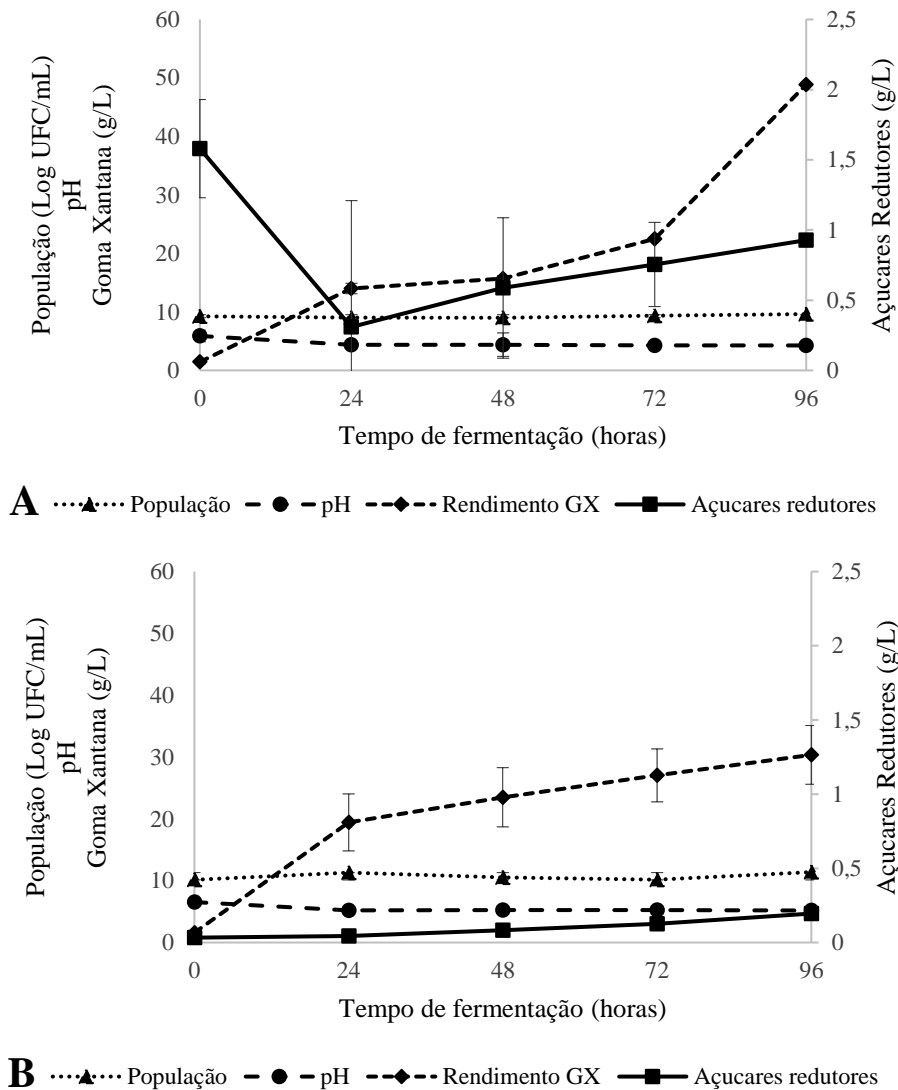 60
50
40
30
20
10
0
População (Log UFC/mL)
pH
Goma Xantana (g/L)
2,5
2
1,5
1
0,5
0
Açucares Redutores (g/L)
0 24 48 72 96
Tempo de fermentação (horas)
A População pH Rendimento GX Açucares redutores
60
50
40
30
20
10
0
População (Log UFC/mL)
pH
Goma Xantana (g/L)
2,5
2
1,5
1
0,5
0
Açucares Redutores (g/L)
0 24 48 72 96
Tempo de fermentação (horas)
B População pH Rendimento GX Açucares redutores